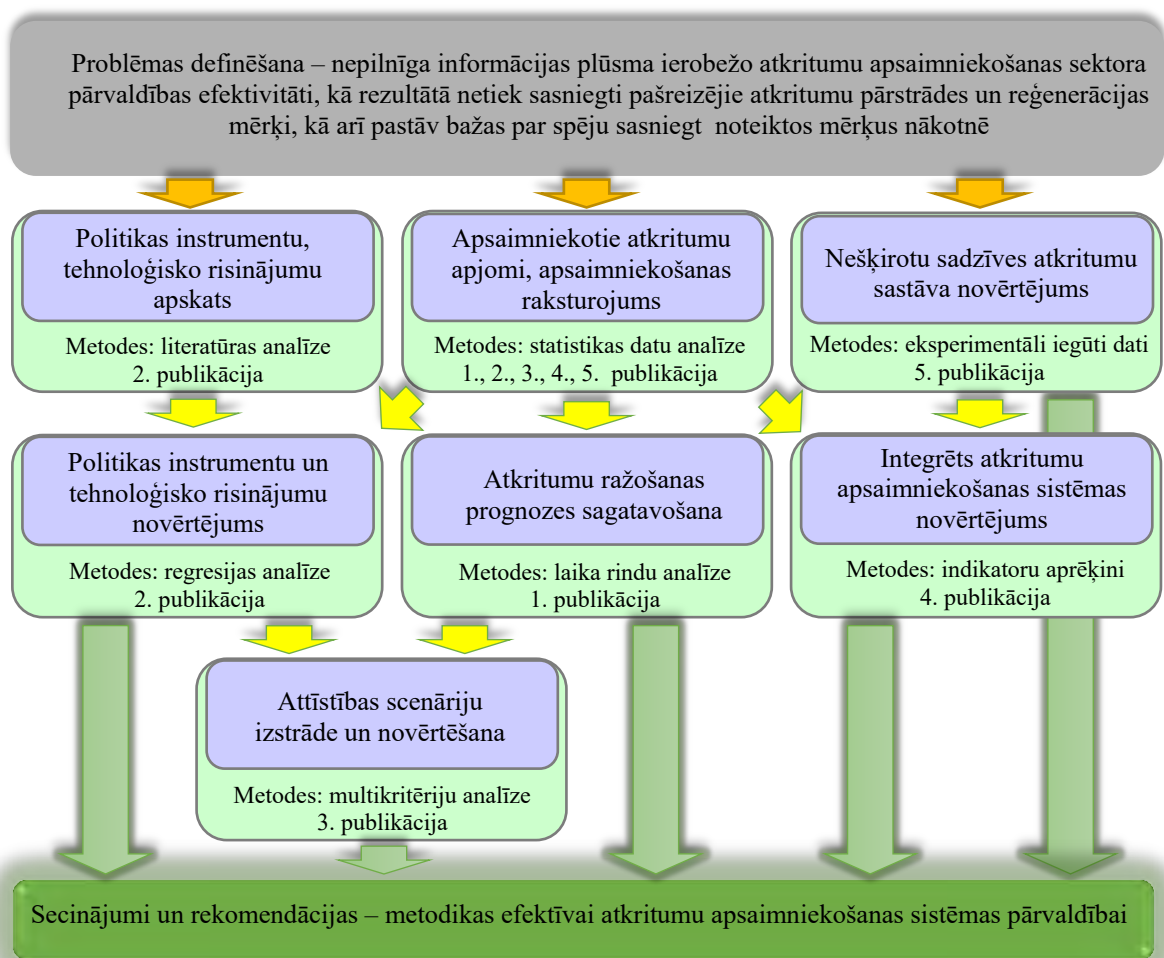 Problēmas definēšana – nepilnīga informācijas plūsma ierobežo atkritumu apsaimniekošanas sektora
pārvaldības efektivitāti, kā rezultātā netiek sasniegti pašreizējie atkritumu pārstrādes un reģenerācijas
mērķi, kā arī pastāv bažas par spēju sasniegt noteiktos mērķus nākotnē
Politikas instrumentu,
tehnoloģisko risinājumu
apskats
Metodes: literatūras analīze
2. publikācija
Apsaimniekotie atkritumu
apjomi, apsaimniekošanas
raksturojums
Metodes: statistikas datu analīze
1., 2., 3., 4., 5. publikācija
Nešķirotu sadzīves atkritumu
sastāva novērtējums
Metodes: eksperimentāli iegūti dati
5. publikācija
Politikas instrumentu un
tehnoloģisko risinājumu
novērtējums
Metodes: regresijas analīze
2. publikācija
Atkritumu ražošanas
prognozes sagatavošana
Metodes: laika rindu analīze
1. publikācija
Integrēts atkritumu
apsaimniekošanas sistēmas
novērtējums
Metodes: indikatoru aprēķini
4. publikācija
Attīstības scenāriju
izstrāde un novērtēšana
Metodes: multikritēriju analīze
3. publikācija
Secinājumi un rekomendācijas – metodikas efektīvai atkritumu apsaimniekošanas sistēmas pārvaldībai